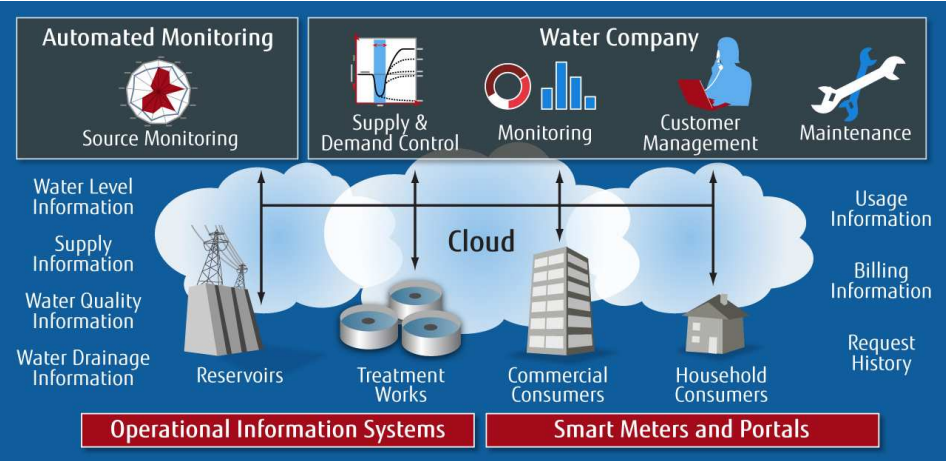 Automated Monitoring
Source Monitoring
Water Company
Supply &
Demand Control
Monitoring
Customer
Management
Maintenance
Water Level
Information
Supply
Information
Water Quality
Information
Water Drainage
Information
Cloud
Usage
Information
Billing
Information
Request
History
Reservoirs
Treatment
Works
Commercial
Consumers
Household
Consumers
Operational Information Systems
Smart Meters and Portals